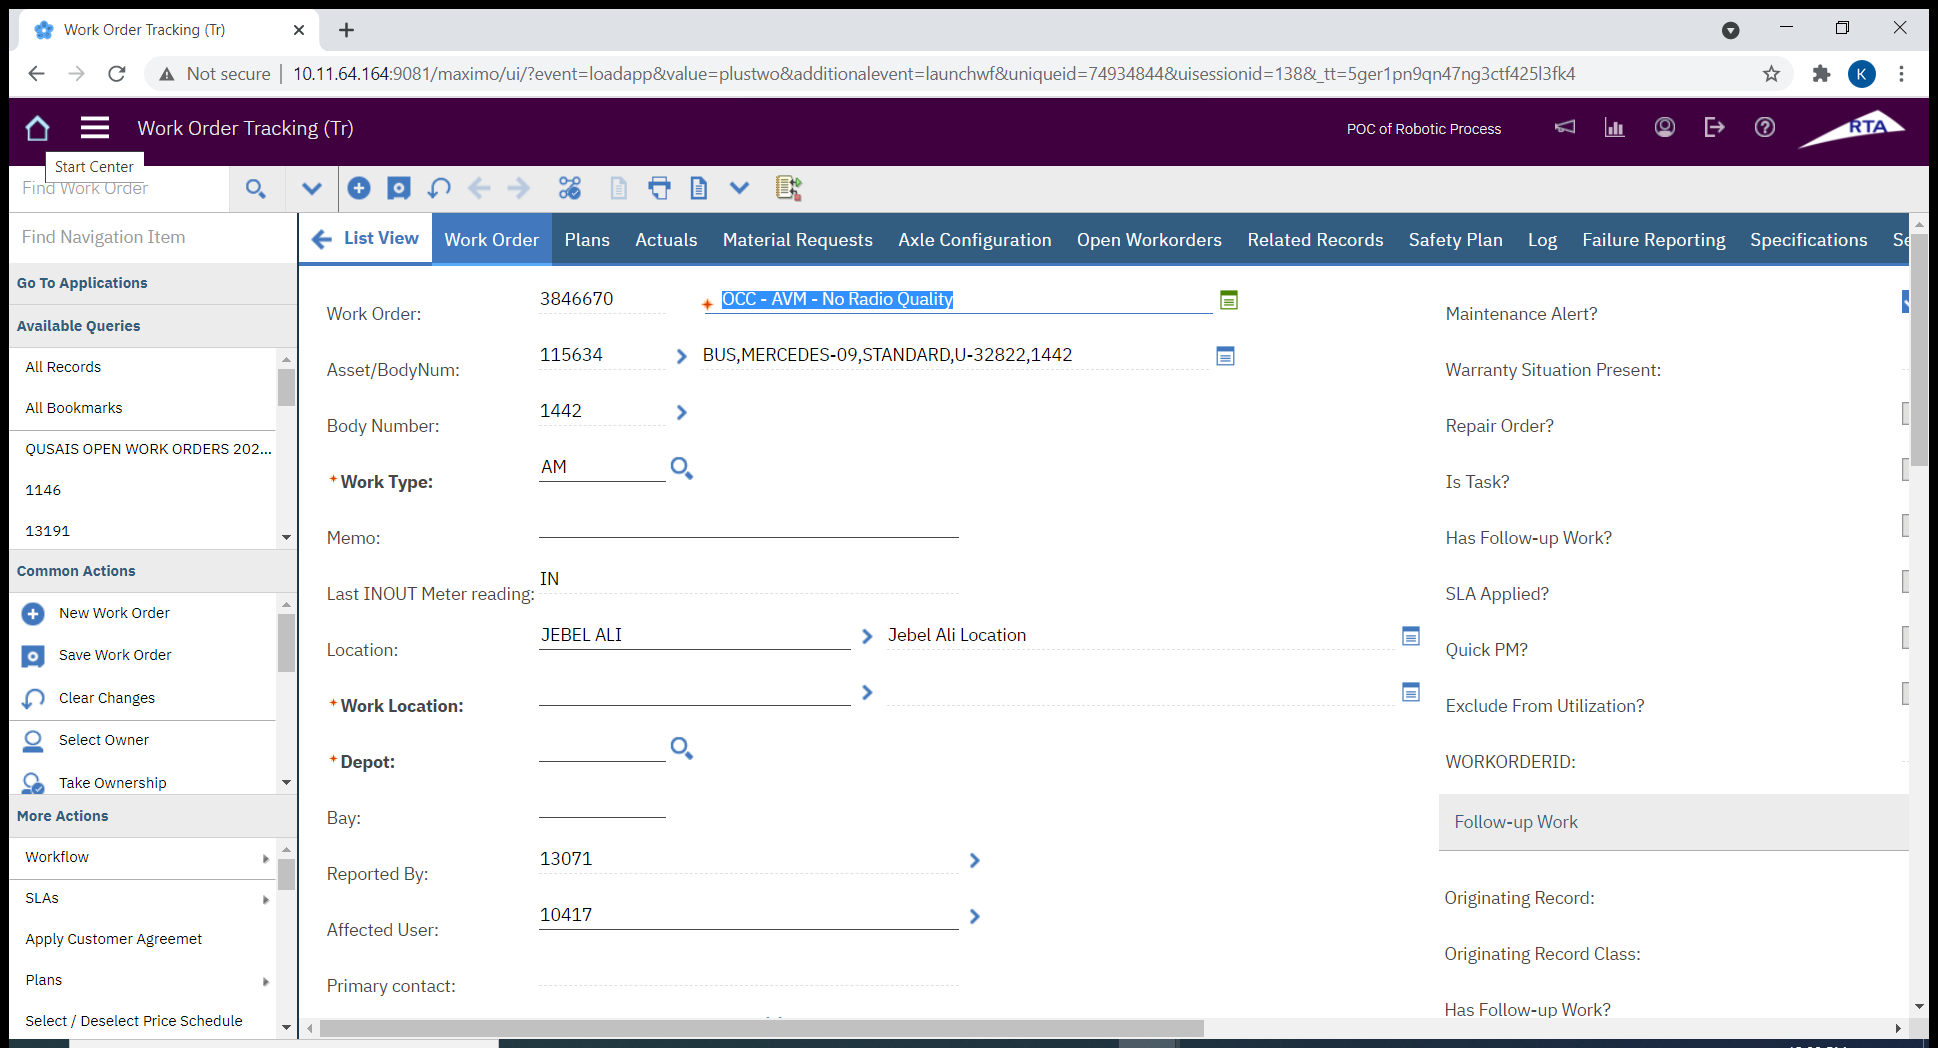 Work Order Tracking (Tr)
Not secure
10.11.64.164:9081/maximo/ui/?event=loadapp&value=plustwo&additionalevent=launchwf&uniqueid=74934844&uisessionid=138&_tt=5ger1pn9qn47ng3ctf425l3fk4
K
Work Order Tracking (Tr)
POC of Robotic Process
RTA
Start Center
Find Work Order
Find Navigation Item
Go To Applications
Available Queries
All Records
All Bookmarks
QUSAIS OPEN WORK ORDERS 202...
1146
13191
Common Actions
New Work Order
Save Work Order
Clear Changes
Select Owner
Take Ownership
More Actions
Workflow
SLAs
Apply Customer Agreemet
Plans
Select / Deselect Price Schedule
List View
Work Order
Plans
Actuals
Material Requests
Axle Configuration
Open Workorders
Related Records
Safety Plan
Log
Failure Reporting
Specifications
Work Order: 3846670 OCC - AVM - No Radio Quality
Asset/BodyNum: 115634 BUS,MERCEDES-09,STANDARD,U-32822,1442
Body Number: 1442
*Work Type: AM
Memo:
Last INOUT Meter reading: IN
Location: JEBEL ALI Jebel Ali Location
*Work Location:
*Depot:
Bay:
Reported By: 13071
Affected User: 10417
Primary contact:
Maintenance Alert?
Warranty Situation Present:
Repair Order?
Is Task?
Has Follow-up Work?
SLA Applied?
Quick PM?
Exclude From Utilization?
WORKORDERID:
Follow-up Work
Originating Record:
Originating Record Class:
Has Follow-up Work?